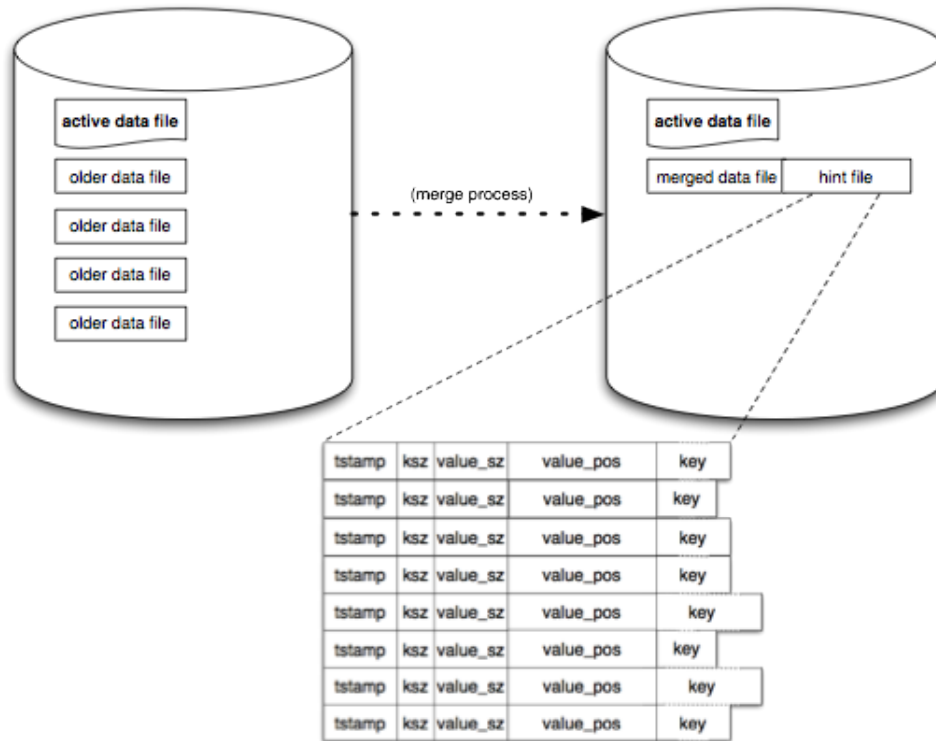 active data file
older data file
older data file
older data file
older data file
(merge process)
active data file
merged data file hint file
tstamp ksz value_sz value_pos key
tstamp ksz value_sz value_pos key
tstamp ksz value_sz value_pos key
tstamp ksz value_sz value_pos key
tstamp ksz value_sz value_pos key
tstamp ksz value_sz value_pos key
tstamp ksz value_sz value_pos key
tstamp ksz value_sz value_pos key